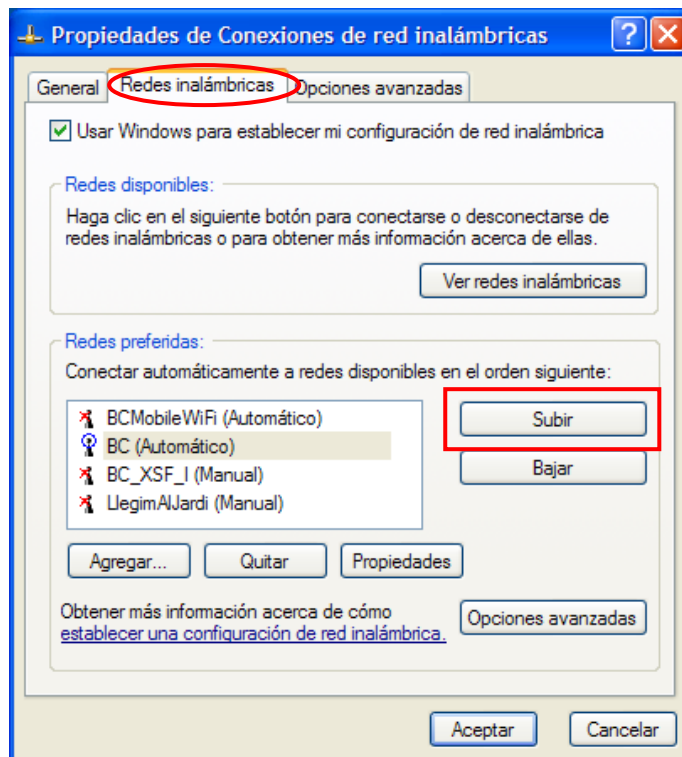 Propiedades de Conexiones de red inalámbricas
General Redes inalámbricas Opciones avanzadas
Usar Windows para establecer mi configuración de red inalámbrica
Redes disponibles:
Haga clic en el siguiente botón para conectarse o desconectarse de
redes inalámbricas o para obtener más información acerca de ellas.
Ver redes inalámbricas
Redes preferidas:
Conectar automáticamente a redes disponibles en el orden siguiente:
BCMobileWiFi (Automático)
BC (Automático)
BC_XSF_I (Manual)
LlegimAlJardi (Manual)
Subir
Bajar
Agregar... Quitar Propiedades
Obtener más información acerca de cómo
establecer una configuración de red inalámbrica.
Opciones avanzadas
Aceptar Cancelar